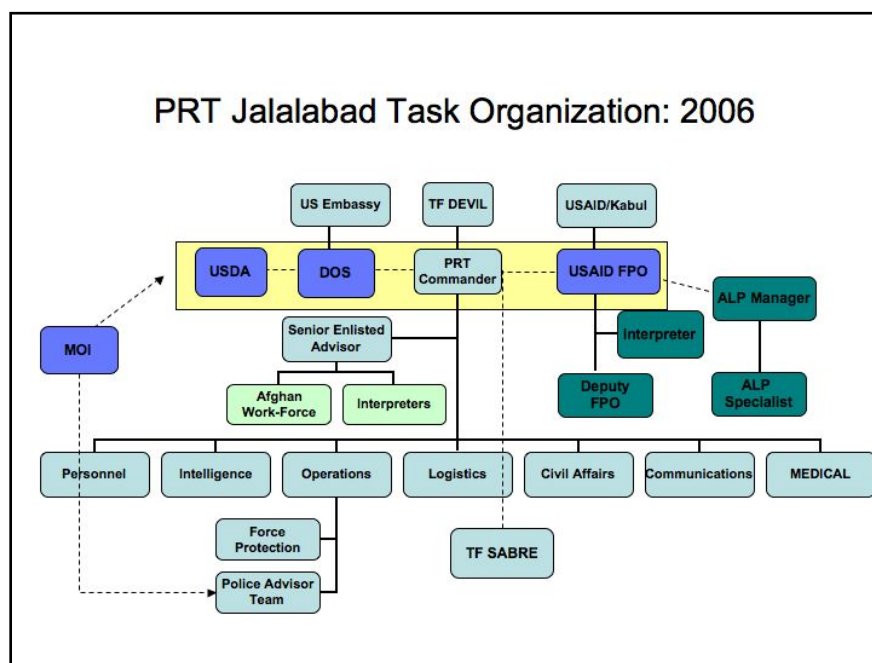 PRT Jalalabad Task Organization: 2006
US Embassy
TF DEVIL
USAID/Kabul
USDA
DOS
PRT
Commander
USAID FPO
ALP Manager
MOI
Senior Enlisted
Advisor
Interpreter
Afghan
Work-Force
Interpreters
Deputy
FPO
ALP
Specialist
Personnel
Intelligence
Operations
Logistics
Civil Affairs
Communications
MEDICAL
Force
Protection
TF SABRE
Police Advisor
Team